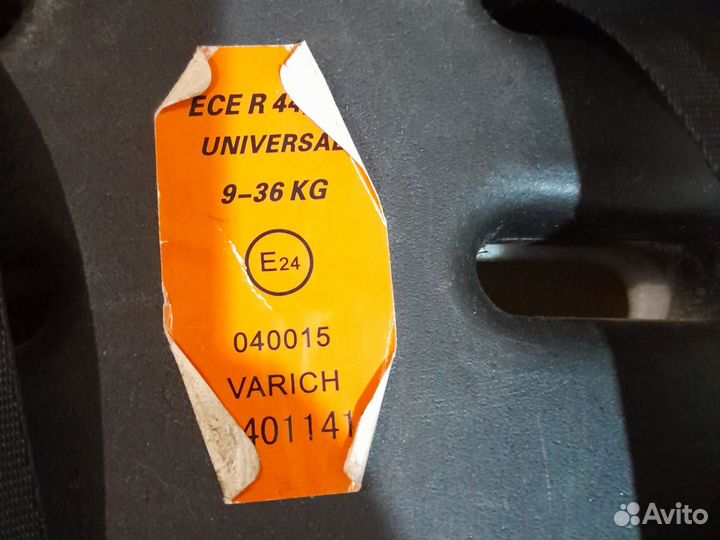 ECE R 44
UNIVERSAL
9-36 KG
E24
040015
VARICH
401141
Avito